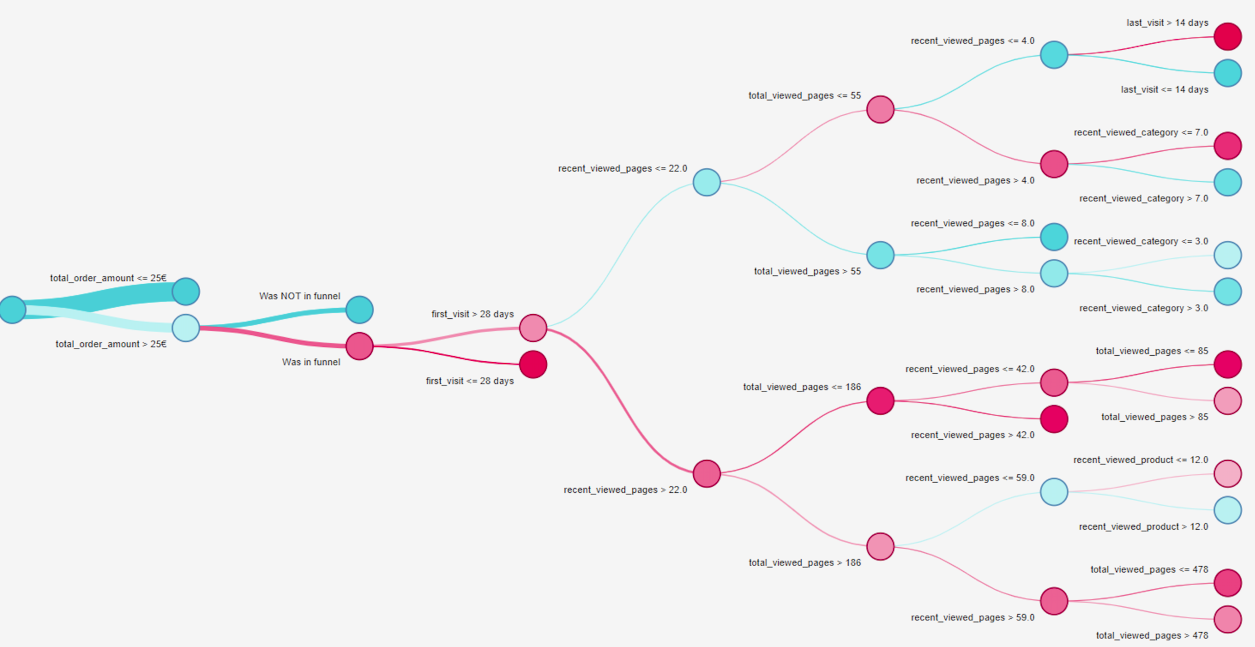 total_order_amount <= 25€
total_order_amount > 25€
Was NOT in funnel
Was in funnel
first_visit > 28 days
first_visit <= 28 days
recent_viewed_pages <= 22.0
recent_viewed_pages > 22.0
total_viewed_pages <= 55
total_viewed_pages > 55
total_viewed_pages <= 186
total_viewed_pages > 186
recent_viewed_pages <= 4.0
recent_viewed_pages > 4.0
recent_viewed_pages <= 8.0
recent_viewed_pages > 8.0
recent_viewed_pages <= 42.0
recent_viewed_pages > 42.0
recent_viewed_pages <= 59.0
recent_viewed_pages > 59.0
last_visit > 14 days
last_visit <= 14 days
recent_viewed_category <= 7.0
recent_viewed_category > 7.0
recent_viewed_category <= 3.0
recent_viewed_category > 3.0
total_viewed_pages <= 85
total_viewed_pages > 85
recent_viewed_product <= 12.0
recent_viewed_product > 12.0
total_viewed_pages <= 478
total_viewed_pages > 478